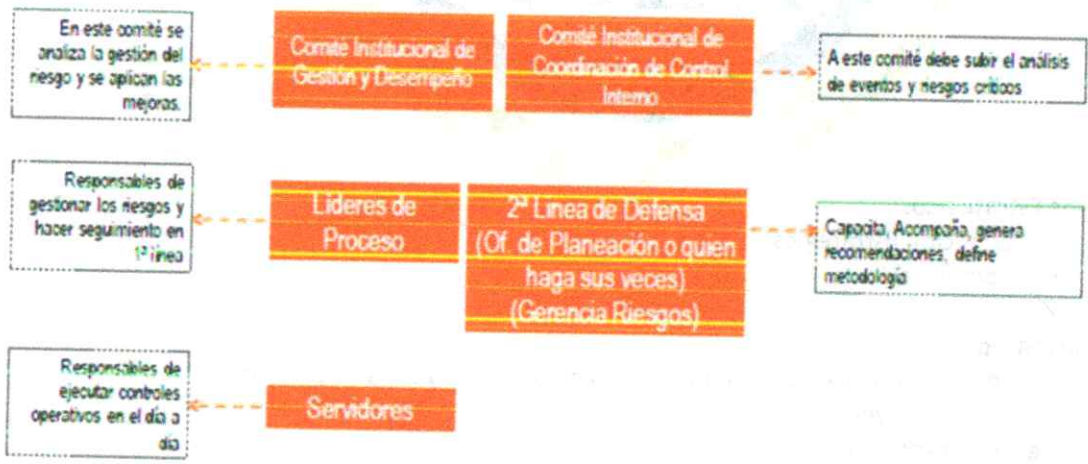 En este comité se
analiza la gestión del
riesgo y se aplican las
mejoras.
Comité Institucional de
Gestión y Desempeño
Comité Institucional de
Coordinación de Control
Interno
A este comité debe subir el análisis
de eventos y riesgos críticos
Responsables de
gestionar los riesgos y
hacer seguimiento en
1ª línea
Líderes de
Proceso
2ª Linea de Defensa
(Of. de Planeación o quien
haga sus veces)
(Gerencia Riesgos)
Capacita, Acompaña, genera
recomendaciones, define
metodología
Responsables de
ejecutar controles
operativos en el día a
día
Servidores